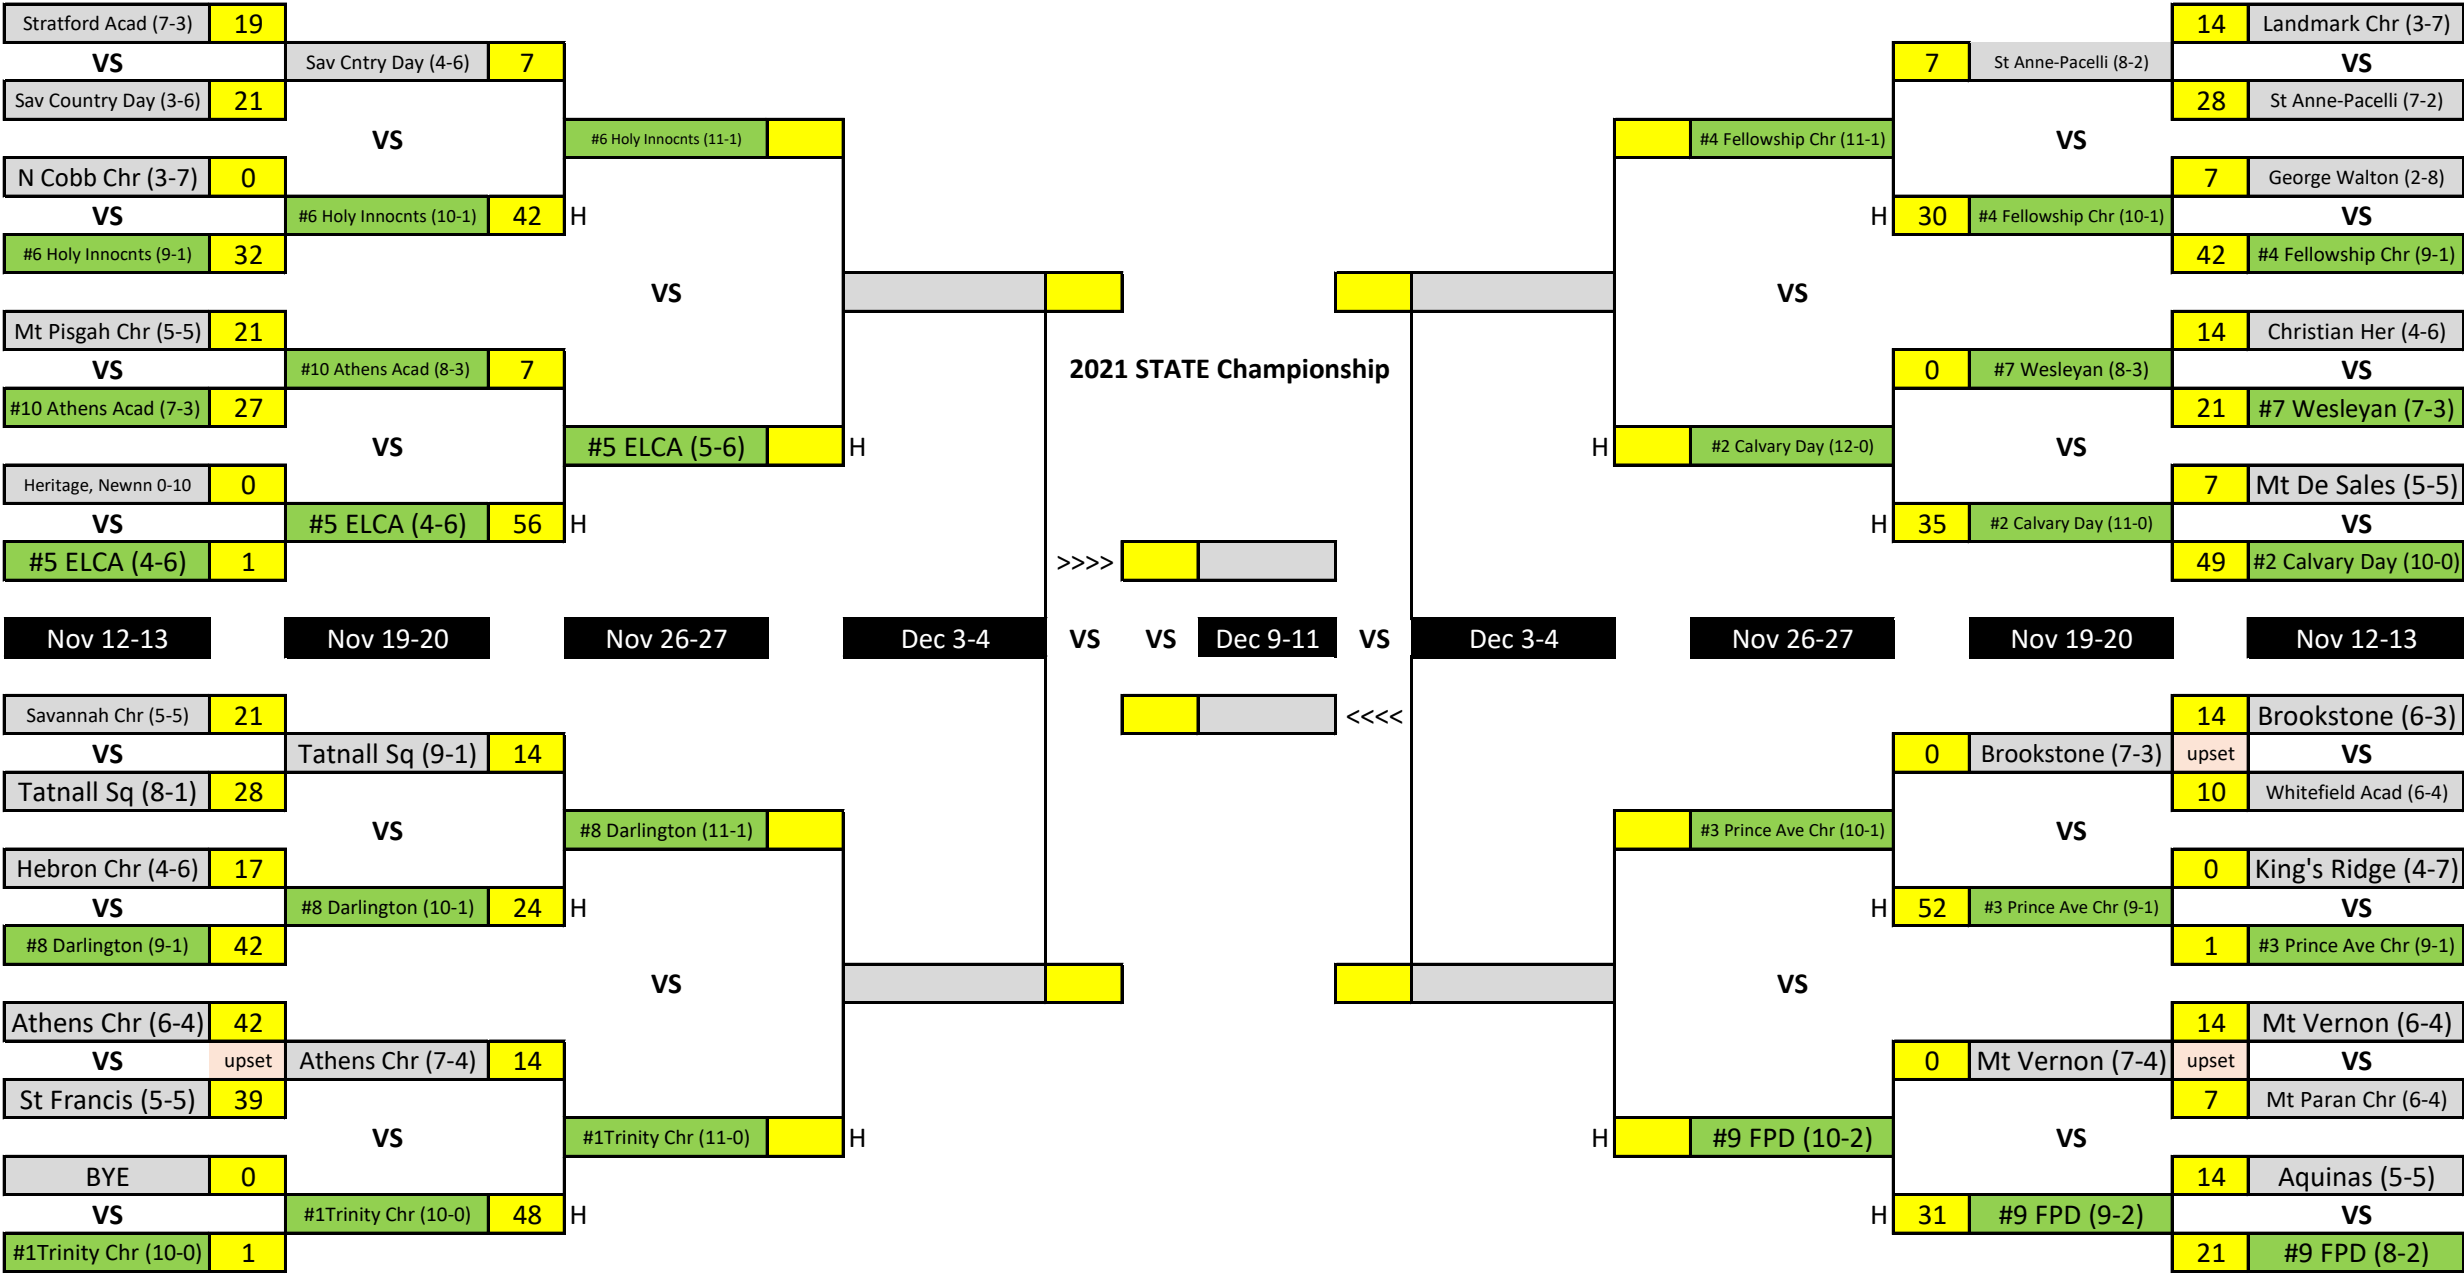 Stratford Acad (7-3) 19 14 Landmark Chr (3-7)
VS Sav Cntry Day (4-6) 7 7 St Anne-Pacelli (8-2) VS
Sav Country Day (3-6) 21 28 St Anne-Pacelli (7-2)
VS #6 Holy Innocnts (11-1) #4 Fellowship Chr (11-1) VS
N Cobb Chr (3-7) 0 7 George Walton (2-8)
VS #6 Holy Innocnts (10-1) 42 H H 30 #4 Fellowship Chr (10-1) VS
#6 Holy Innocnts (9-1) 32 42 #4 Fellowship Chr (9-1)
VS VS
Mt Pisgah Chr (5-5) 21 14 Christian Her (4-6)
VS #10 Athens Acad (8-3) 7 2021 STATE Championship 0 #7 Wesleyan (8-3) VS
#10 Athens Acad (7-3) 27 21 #7 Wesleyan (7-3)
VS #5 ELCA (5-6) H H #2 Calvary Day (12-0) VS
Heritage, Newnn 0-10 0 7 Mt De Sales (5-5)
VS #5 ELCA (4-6) 56 H H 35 #2 Calvary Day (11-0) VS
#5 ELCA (4-6) 1 >>>> 49 #2 Calvary Day (10-0)
Nov 12-13 Nov 19-20 Nov 26-27 Dec 3-4 VS VS Dec 9-11 VS Dec 3-4 Nov 26-27 Nov 19-20 Nov 12-13
Savannah Chr (5-5) 21 <<<< 14 Brookstone (6-3)
VS Tatnall Sq (9-1) 14 0 Brookstone (7-3) upset VS
Tatnall Sq (8-1) 28 10 Whitefield Acad (6-4)
VS #8 Darlington (11-1) #3 Prince Ave Chr (10-1) VS
Hebron Chr (4-6) 17 0 King's Ridge (4-7)
VS #8 Darlington (10-1) 24 H H 52 #3 Prince Ave Chr (9-1) VS
#8 Darlington (9-1) 42 1 #3 Prince Ave Chr (9-1)
VS VS
Athens Chr (6-4) 42 14 Mt Vernon (6-4)
VS upset Athens Chr (7-4) 14 0 Mt Vernon (7-4) upset VS
St Francis (5-5) 39 7 Mt Paran Chr (6-4)
VS #1Trinity Chr (11-0) H H #9 FPD (10-2) VS
BYE 0 14 Aquinas (5-5)
VS #1Trinity Chr (10-0) 48 H H 31 #9 FPD (9-2) VS
#1Trinity Chr (10-0) 1 21 #9 FPD (8-2)